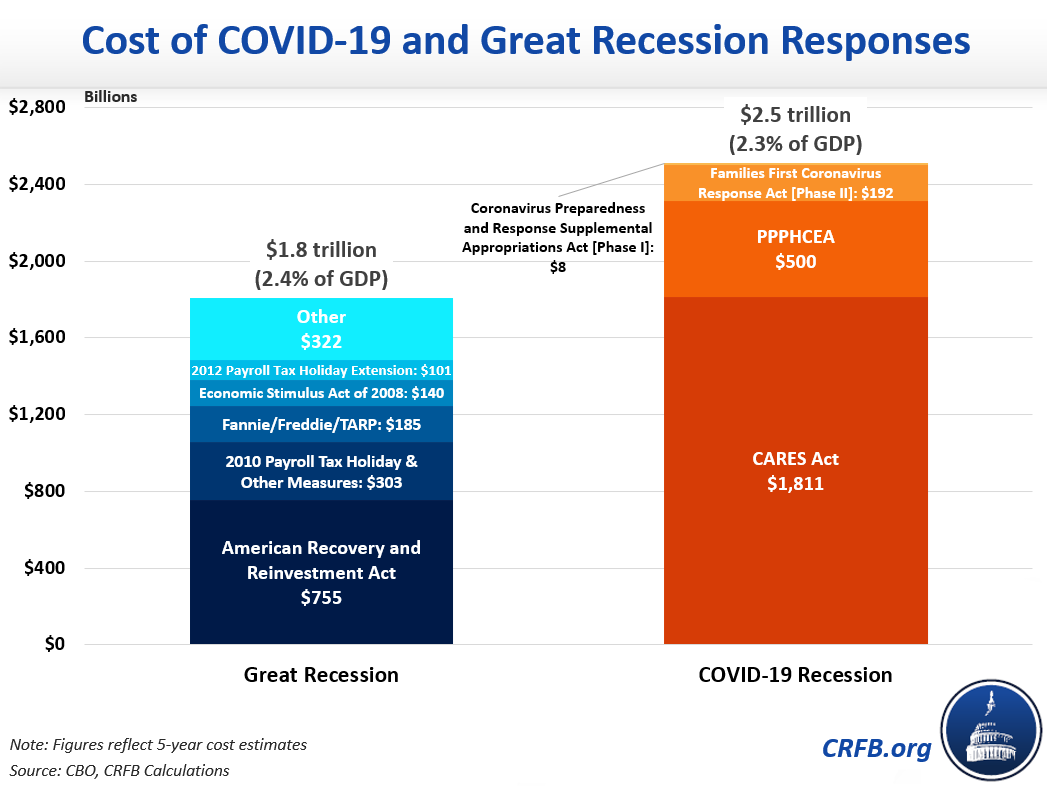 Cost of COVID-19 and Great Recession Responses
Billions
$2,800
$2,400
$2,000
$1,600
$1,200
$800
$400
$0
$1.8 trillion
(2.4% of GDP)
Other
$322
2012 Payroll Tax Holiday Extension: $101
Economic Stimulus Act of 2008: $140
Fannie/Freddie/TARP: $185
2010 Payroll Tax Holiday &
Other Measures: $303
American Recovery and
Reinvestment Act
$755
Great Recession
$2.5 trillion
(2.3% of GDP)
Coronavirus Preparedness
and Response Supplemental
Appropriations Act [Phase I]:
$8
Families First Coronavirus
Response Act [Phase II]: $192
PPPHCEA
$500
CARES Act
$1,811
COVID-19 Recession
Note: Figures reflect 5-year cost estimates
Source: CBO, CRFB Calculations
CRFB.org